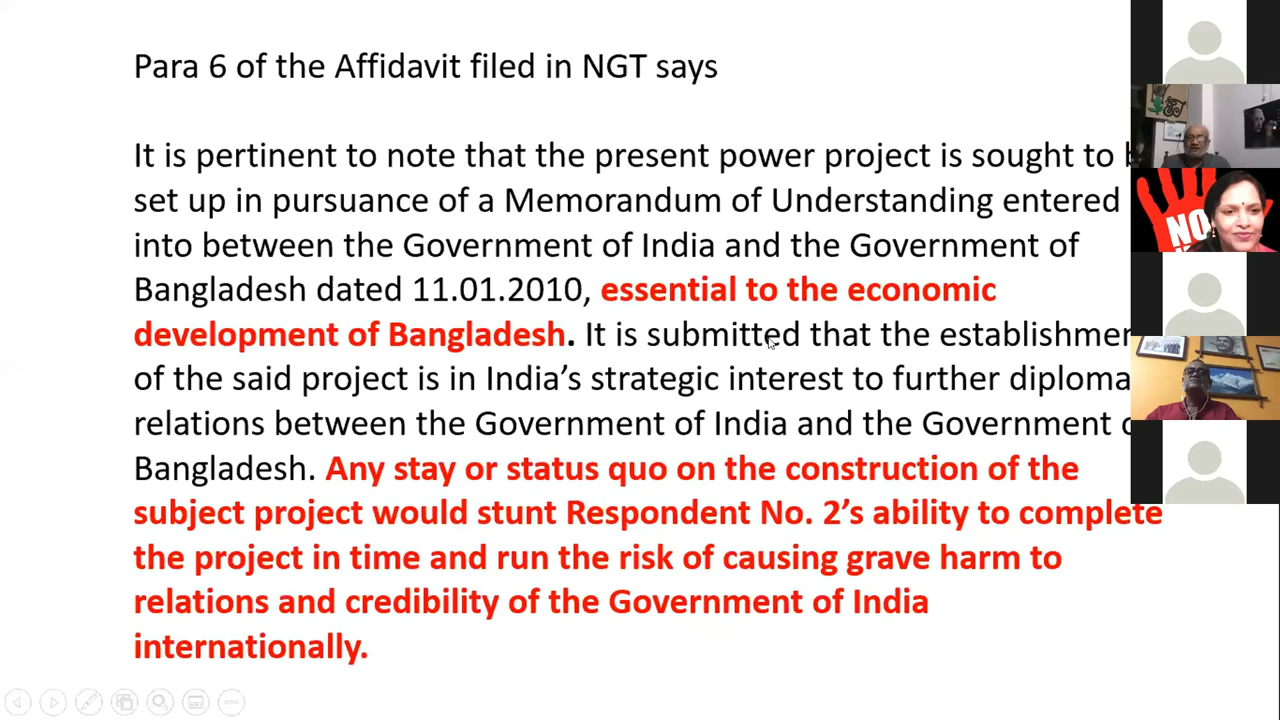 Para 6 of the Affidavit filed in NGT says
It is pertinent to note that the present power project is sought to
set up in pursuance of a Memorandum of Understanding entered
into between the Government of India and the Government of
Bangladesh dated 11.01.2010, essential to the economic
development of Bangladesh. It is submitted that the
of the said project is in India's strategic interest to further
relations between the Government of India and the Government
Bangladesh. Any stay or status quo on the construction of the
subject project would stunt Respondent No. 2's ability to complete
the project in time and run the risk of causing grave harm to
relations and credibility of the Government of India
internationally.
NO